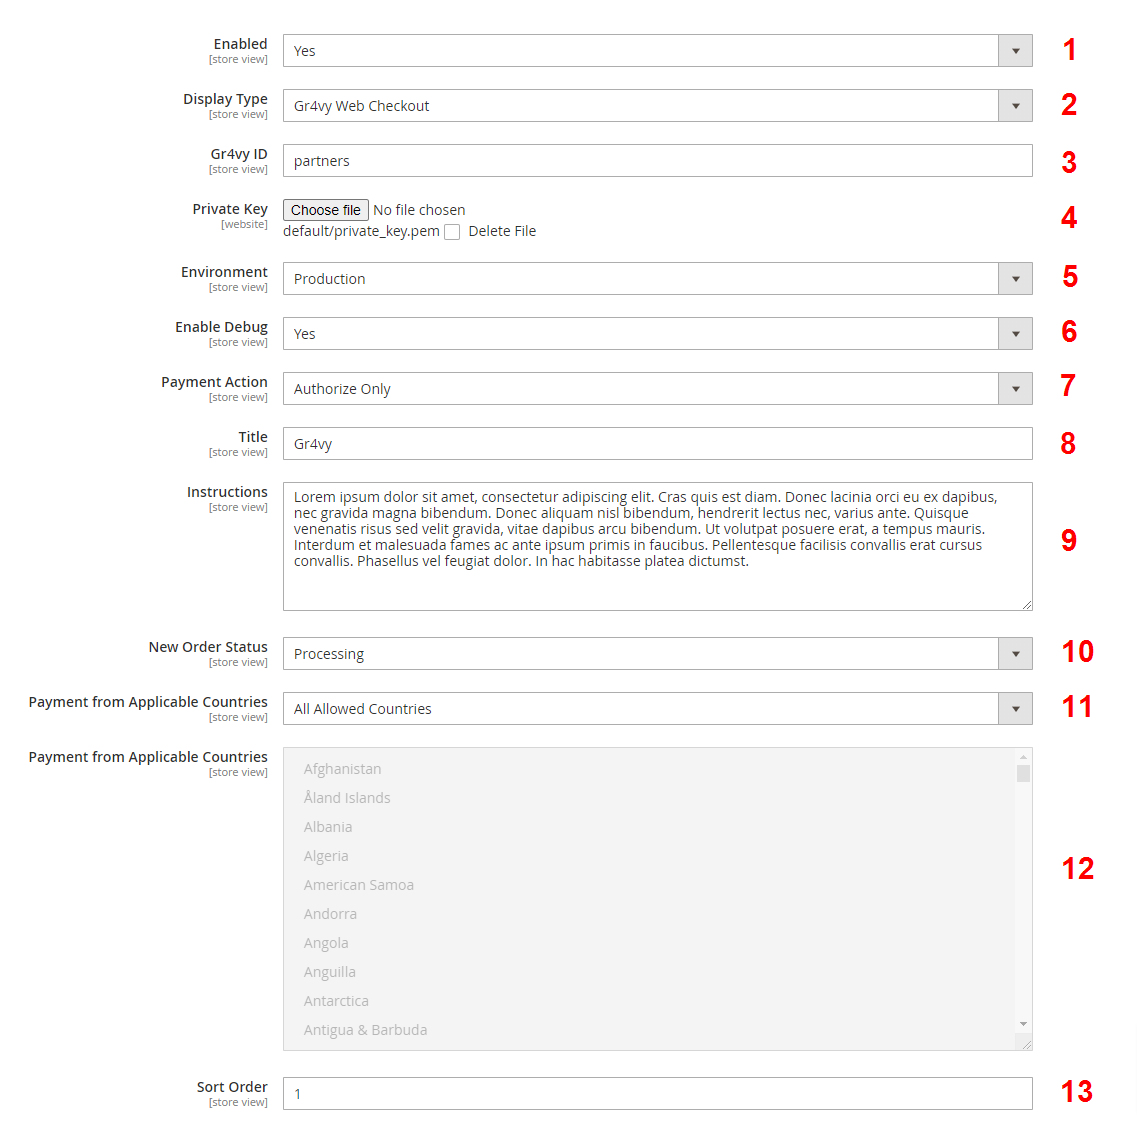 Enabled
[store view]
Yes
1
Display Type
[store view]
Gr4vy Web Checkout
2
Gr4vy ID
[store view]
partners
3
Private Key
[website]
Choose file No file chosen
default/private_key.pem Delete File
4
Environment
[store view]
Production
5
Enable Debug
[store view]
Yes
6
Payment Action
[store view]
Authorize Only
7
Title
[store view]
Gr4vy
8
Instructions
[store view]
Lorem ipsum dolor sit amet, consectetur adipiscing elit. Cras quis est diam. Donec lacinia orci eu ex dapibus,
nec gravida magna bibendum. Donec aliquam nisl bibendum, hendrerit lectus nec, varius ante. Quisque
venenatis risus sed velit gravida, vitae dapibus arcu bibendum. Ut volutpat posuere erat, a tempus mauris.
Interdum et malesuada fames ac ante ipsum primis in faucibus. Pellentesque facilisis convallis erat cursus
convallis. Phasellus vel feugiat dolor. In hac habitasse platea dictumst.
9
New Order Status
[store view]
Processing
10
Payment from Applicable Countries
[store view]
All Allowed Countries
11
Payment from Applicable Countries
[store view]
Afghanistan
Åland Islands
Albania
Algeria
American Samoa
Andorra
Angola
Anguilla
Antarctica
Antigua & Barbuda
12
Sort Order
[store view]
1
13